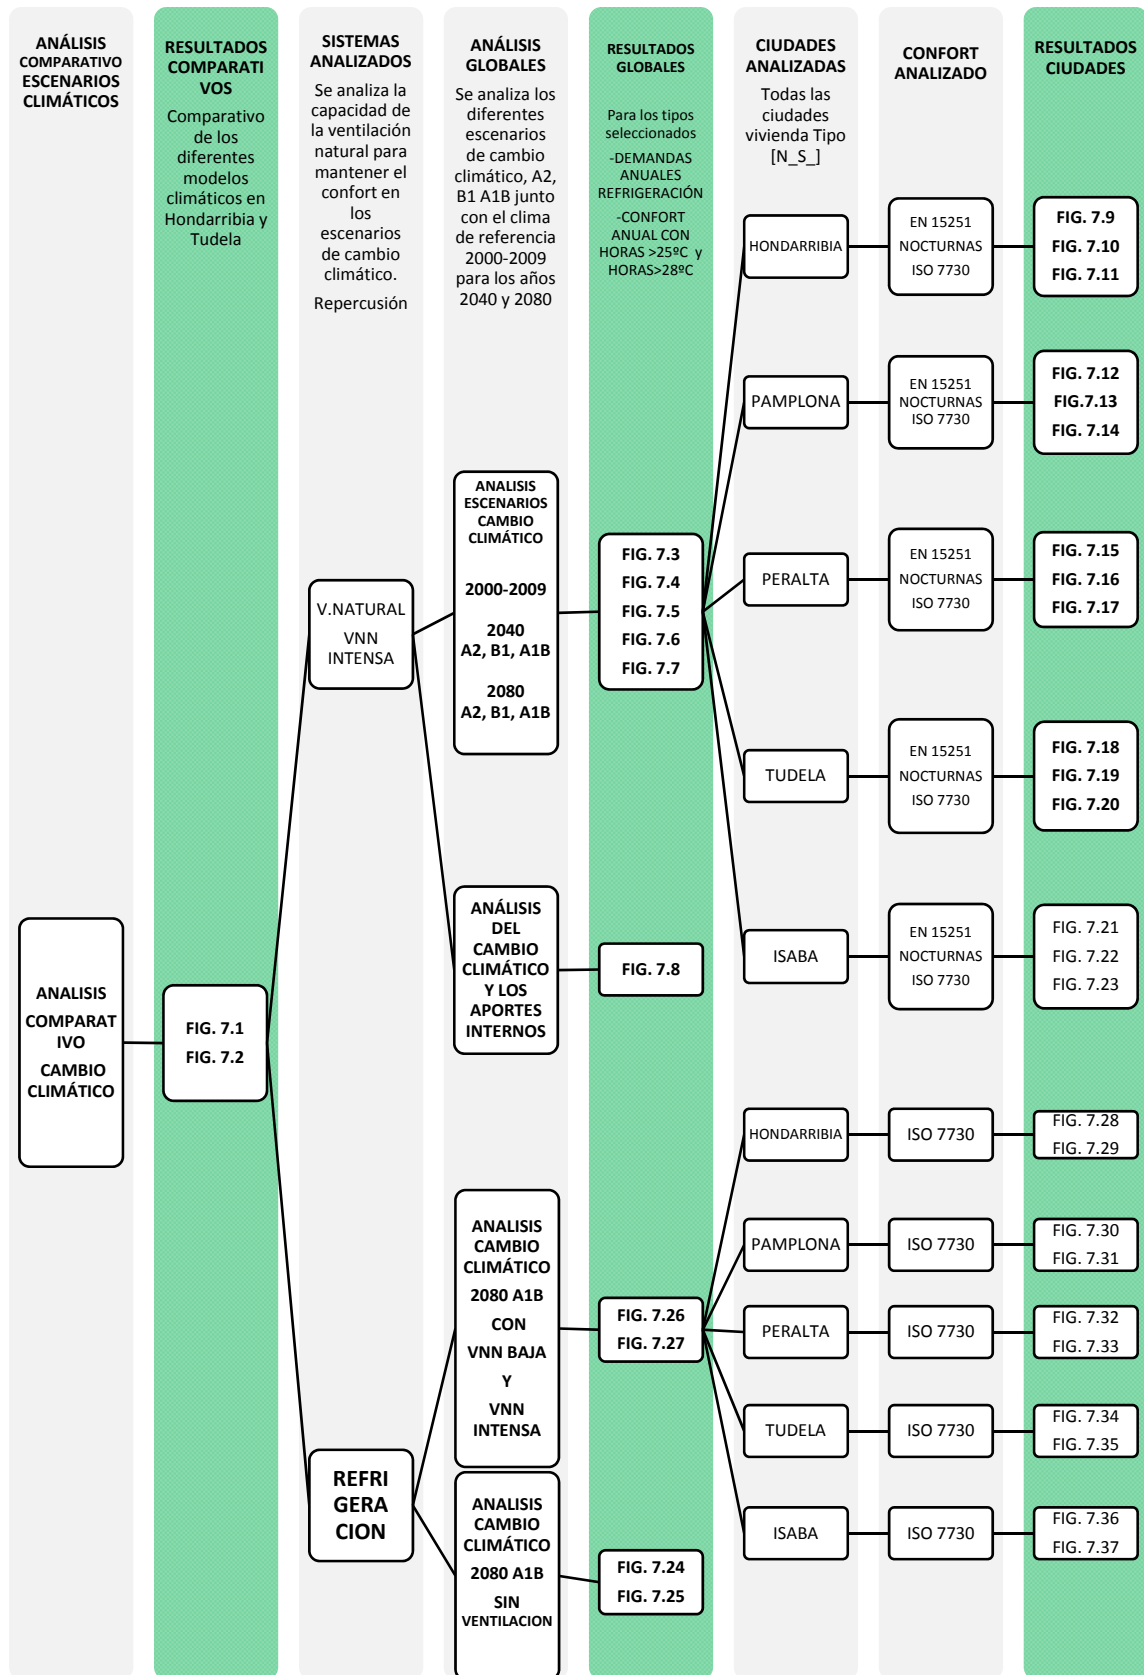 ANÁLISIS
COMPARATIVO
ESCENARIOS
CLIMÁTICOS
RESULTADOS
COMPARATI
VOS
Comparativo
de los
diferentes
modelos
climáticos en
Hondarribia y
Tudela
SISTEMAS
ANALIZADOS
Se analiza la
capacidad de
la ventilación
natural para
mantener el
confort en
los
escenarios
de cambio
climático.
Repercusión
ANÁLISIS
GLOBALES
Se analiza los
diferentes
escenarios
de cambio
climático, A2,
B1 A1B junto
con el clima
de referencia
2000-2009
para los años
2040 y 2080
RESULTADOS
GLOBALES
Para los tipos
seleccionados
-DEMANDAS
ANUALES
REFRIGERACIÓN
-CONFORT
ANUAL CON
HORAS >25ºC y
HORAS>28ºC
CIUDADES
ANALIZADAS
Todas las
ciudades
vivienda Tipo
[N_S_]
CONFORT
ANALIZADO
RESULTADOS
CIUDADES
ANALISIS
COMPARAT
IVO
CAMBIO
CLIMÁTICO
FIG. 7.1
FIG. 7.2
V.NATURAL
VNN
INTENSA
ANALISIS
ESCENARIOS
CAMBIO
CLIMÁTICO
2000-2009
2040
A2, B1, A1B
2080
A2, B1, A1B
FIG. 7.3
FIG. 7.4
FIG. 7.5
FIG. 7.6
FIG. 7.7
HONDARRIBIA
EN 15251
NOCTURNAS
ISO 7730
FIG. 7.9
FIG. 7.10
FIG. 7.11
PAMPLONA
EN 15251
NOCTURNAS
ISO 7730
FIG. 7.12
FIG.7.13
FIG. 7.14
PERALTA
EN 15251
NOCTURNAS
ISO 7730
FIG. 7.15
FIG. 7.16
FIG. 7.17
TUDELA
EN 15251
NOCTURNAS
ISO 7730
FIG. 7.18
FIG. 7.19
FIG. 7.20
ISABA
EN 15251
NOCTURNAS
ISO 7730
FIG. 7.21
FIG. 7.22
FIG. 7.23
ANÁLISIS
DEL
CAMBIO
CLIMÁTICO
Y LOS
APORTES
INTERNOS
FIG. 7.8
REFRI
GERA
CION
ANALISIS
CAMBIO
CLIMÁTICO
2080 A1B
CON
VNN BAJA
Y
VNN
INTENSA
FIG. 7.26
FIG. 7.27
HONDARRIBIA
ISO 7730
FIG. 7.28
FIG. 7.29
PAMPLONA
ISO 7730
FIG. 7.30
FIG. 7.31
PERALTA
ISO 7730
FIG. 7.32
FIG. 7.33
TUDELA
ISO 7730
FIG. 7.34
FIG. 7.35
ISABA
ISO 7730
FIG. 7.36
FIG. 7.37
ANALISIS
CAMBIO
CLIMÁTICO
2080 A1B
SIN
VENTILACION
FIG. 7.24
FIG. 7.25